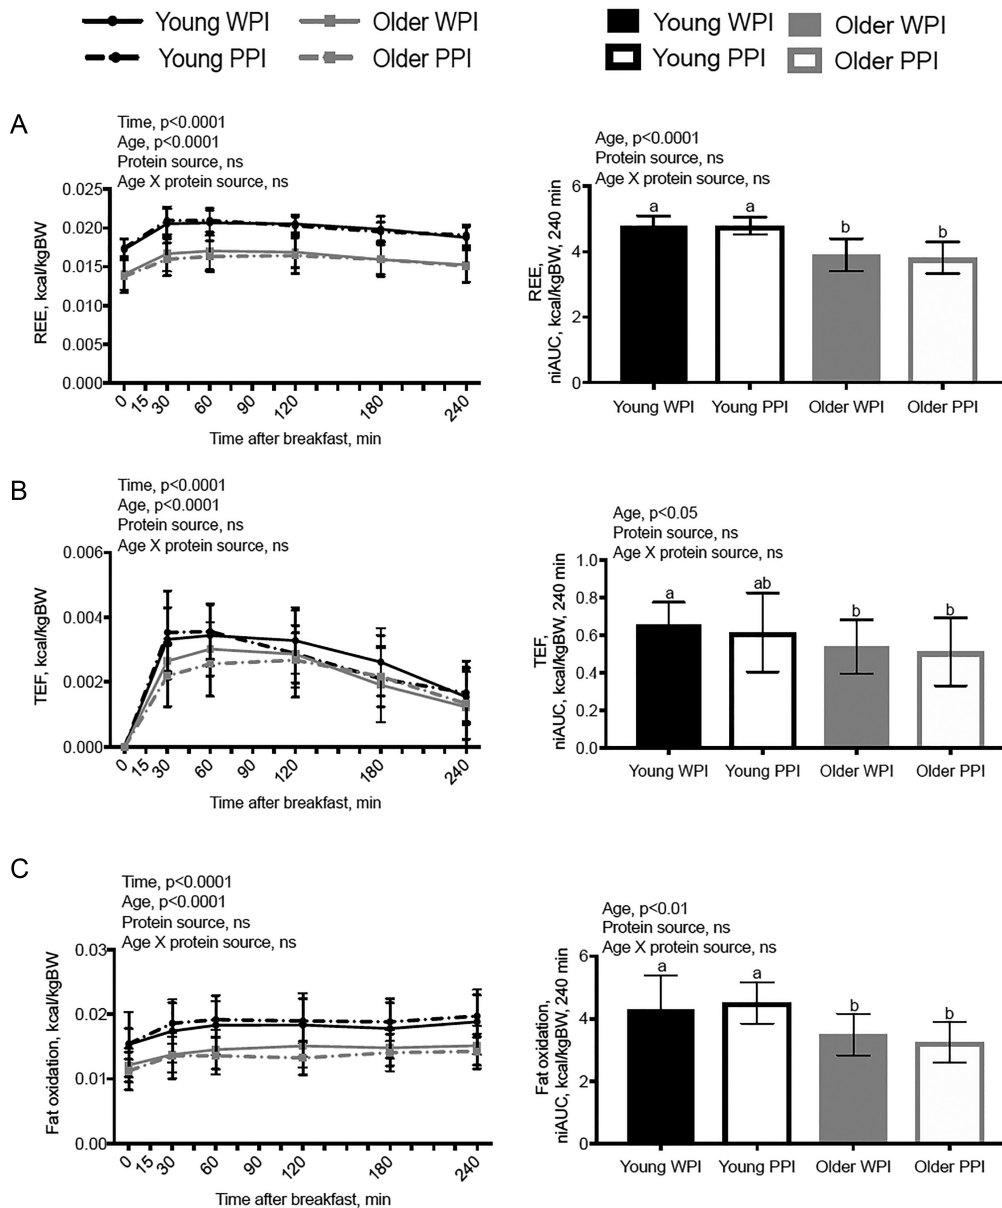 Young WPI
Older WPI
Young PPI
Older PPI
Young WPI
Older WPI
Young PPI
Older PPI
A
Time, p<0.0001
Age, p<0.0001
Protein source, ns
Age X protein source, ns
REE, kcal/kgBW
0.025
0.020
0.015
0.010
0.005
0.000
0
15
30
60
90
120
180
240
Time after breakfast, min
Age, p<0.0001
Protein source, ns
Age X protein source, ns
REE,
niAUC, kcal/kgBW, 240 min
6
4
2
0
a
a
b
b
Young WPI
Young PPI
Older WPI
Older PPI
B
Time, p<0.0001
Age, p<0.0001
Protein source, ns
Age X protein source, ns
TEF, kcal/kgBW
0.006
0.004
0.002
0.000
0
15
30
60
90
120
180
240
Time after breakfast, min
Age, p<0.05
Protein source, ns
Age X protein source, ns
TEF,
niAUC, kcal/kgBW, 240 min
1.0
0.8
0.6
0.4
0.2
0.0
a
ab
b
b
Young WPI
Young PPI
Older WPI
Older PPI
C
Time, p<0.0001
Age, p<0.0001
Protein source, ns
Age X protein source, ns
Fat oxidation, kcal/kgBW
0.03
0.02
0.01
0.00
0
15
30
60
90
120
180
240
Time after breakfast, min
Age, p<0.01
Protein source, ns
Age X protein source, ns
Fat oxidation,
niAUC, kcal/kgBW, 240 min
6
4
2
0
a
a
b
b
Young WPI
Young PPI
Older WPI
Older PPI